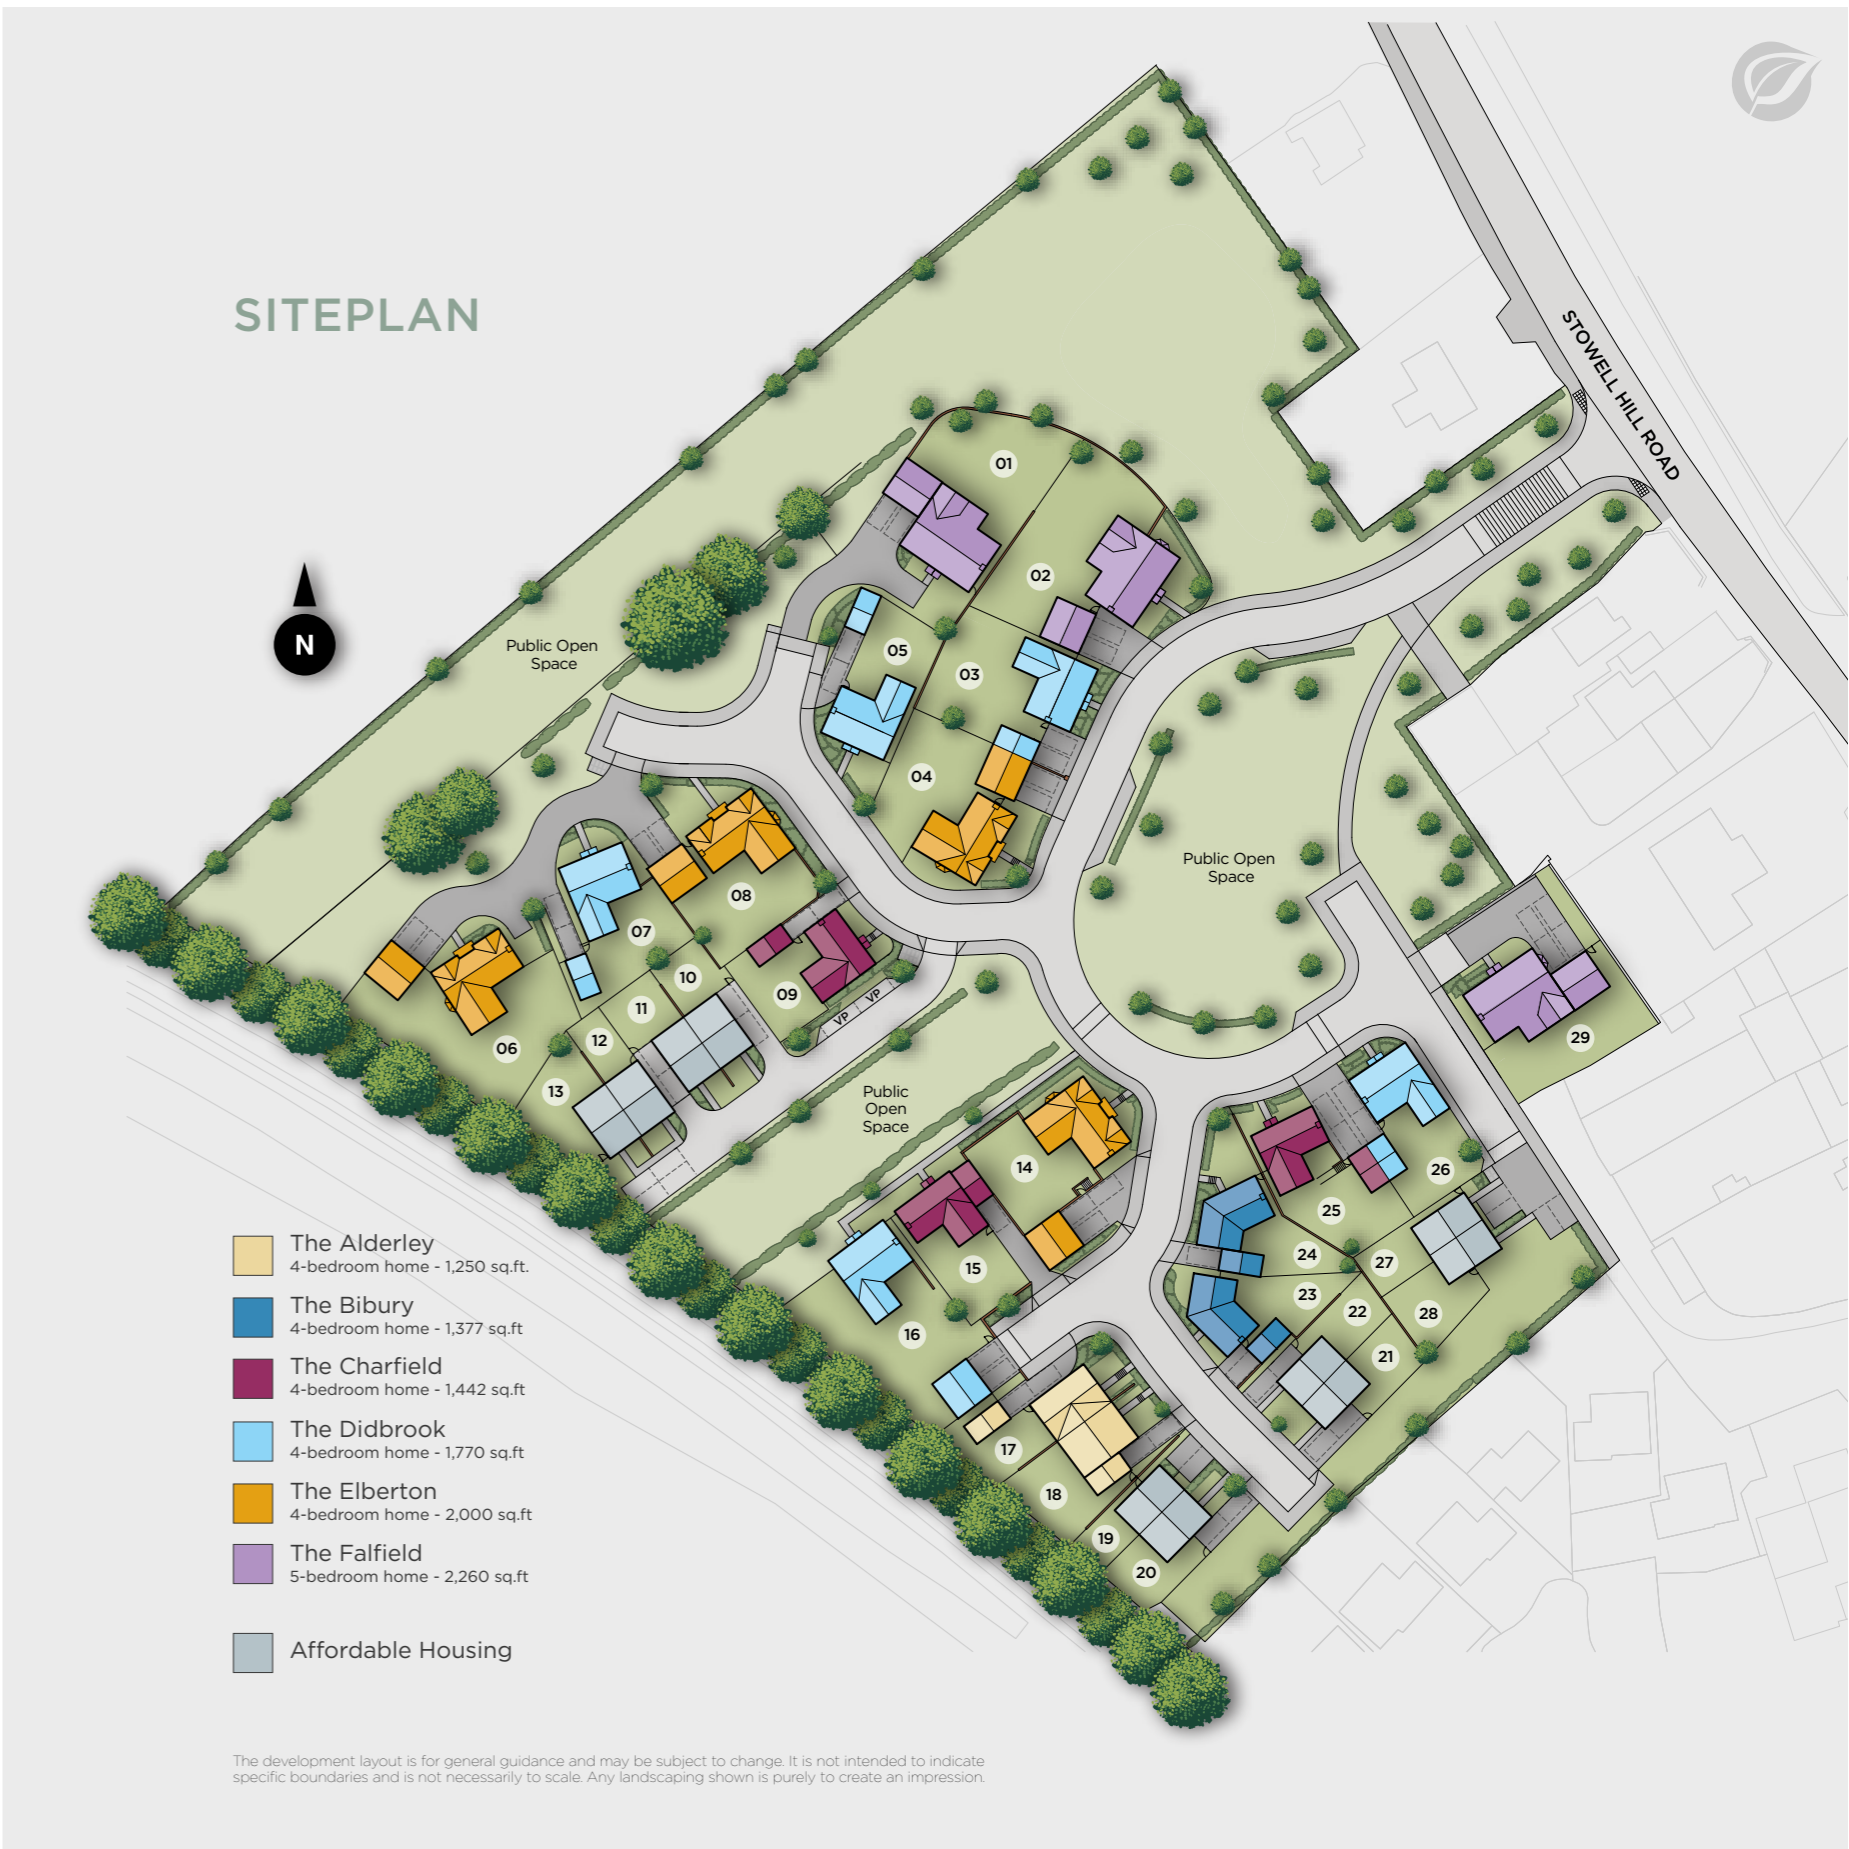 SITEPLAN
STOWELL HILL ROAD
N
Public Open
Space
01
02
03
04
05
06
07
08
09
10
11
12
13
VP
VP
Public Open
Space
Public
Open
Space
14
15
16
17
18
19
20
21
22
23
24
25
26
27
28
29
The Alderley
4-bedroom home - 1,250 sq.ft.
The Bibury
4-bedroom home - 1,377 sq.ft
The Charfield
4-bedroom home - 1,442 sq.ft
The Didbrook
4-bedroom home - 1,770 sq.ft
The Elberton
4-bedroom home - 2,000 sq.ft
The Falfield
5-bedroom home - 2,260 sq.ft
Affordable Housing
The development layout is for general guidance and may be subject to change. It is not intended to indicate
specific boundaries and is not necessarily to scale. Any landscaping shown is purely to create an impression.